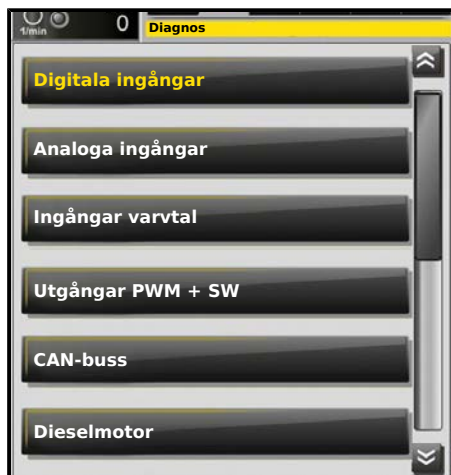 1/min 0 Diagnos
Digitala ingångar
Analoga ingångar
Ingångar varvtal
Utgångar PWM + SW
CAN-buss
Dieselmotor